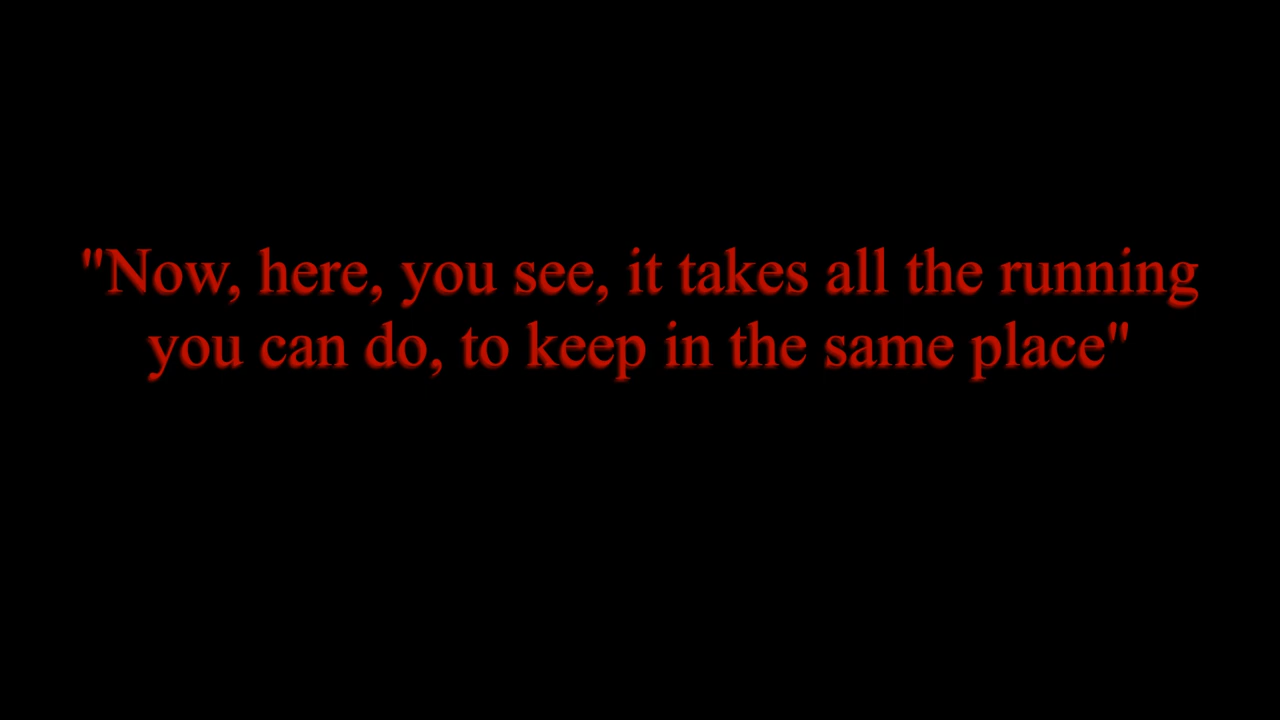 "Now, here, you see, it takes all the running
you can do, to keep in the same place"